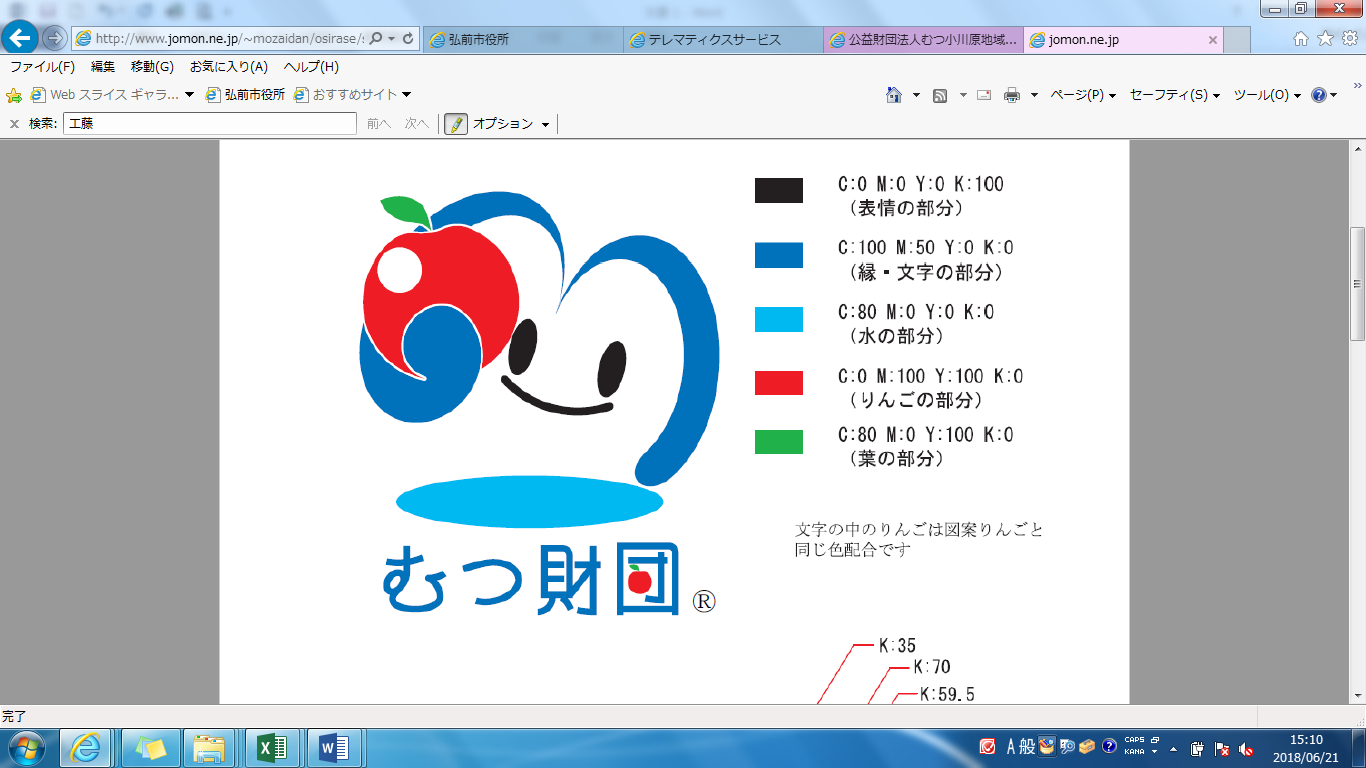 http://www.jomon.ne.jp/~mozaidan/osirase/
弘前市役所
テレマティクスサービス
公益財団法人むつ小川原地域...
jomon.ne.jp
ファイル(F) 編集 移動(G) お気に入り(A) ヘルプ(H)
Web スライス ギャラ... 弘前市役所 おすすめサイト
ページ(P) セーフティ(S) ツール(O)
検索: 工藤 前へ 次へ オプション
C:0 M:0 Y:0 K:100
(表情の部分)
C:100 M:50 Y:0 K:0
(縁・文字の部分)
C:80 M:0 Y:0 K:0
(水の部分)
C:0 M:100 Y:100 K:0
(りんごの部分)
C:80 M:0 Y:100 K:0
(葉の部分)
文字の中のりんごは図案りんごと
同じ色配合です
むつ財団 ®
K:35
K:70
K:59.5
完了
A 般 CAPS
KANA
15:10
2018/06/21